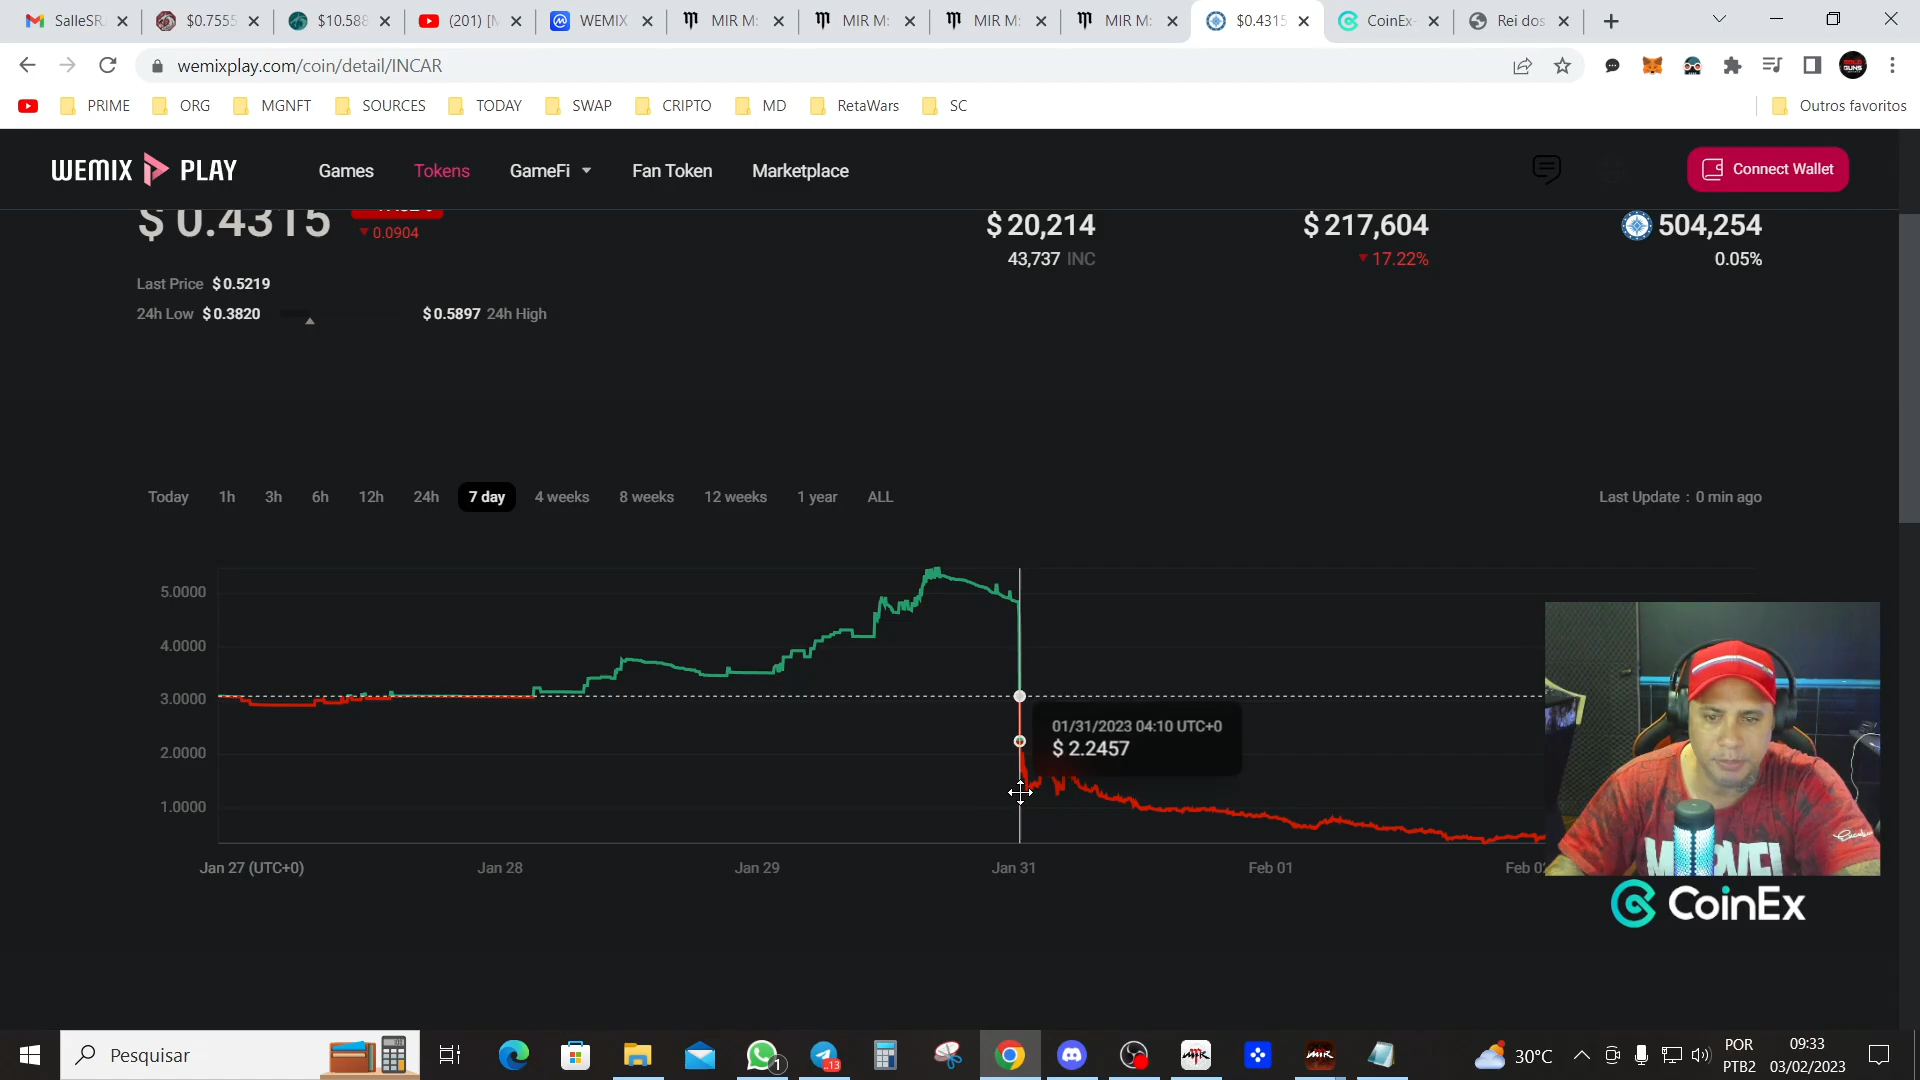 SalleSR.
$0.7555
$10.588
(201) [M
WEMIX
MIR M:
MIR M:
MIR M:
MIR M:
$0.4315
CoinEx-
Rei dos
wemixplay.com/coin/detail/INCAR
PRIME
ORG
MGNFT
SOURCES
TODAY
SWAP
CRIPTO
MD
RetaWars
SC
Outros favoritos
WEMIX PLAY
Games
Tokens
GameFi
Fan Token
Marketplace
Connect Wallet
$ 0.4315
0.0904
$ 20,214
43,737 INC
$ 217,604
17.22%
504,254
0.05%
Last Price $ 0.5219
24h Low $ 0.3820
$ 0.5897 24h High
Today 1h 3h 6h 12h 24h 7 day 4 weeks 8 weeks 12 weeks 1 year ALL
Last Update : 0 min ago
5.0000
4.0000
3.0000
2.0000
1.0000
01/31/2023 04:10 UTC+0
$ 2.2457
Jan 27 (UTC+0)
Jan 28
Jan 29
Jan 31
Feb 01
MARVEL
CoinEx
Pesquisar
1
13
MIR
30°C
POR
PTB2
09:33
03/02/2023